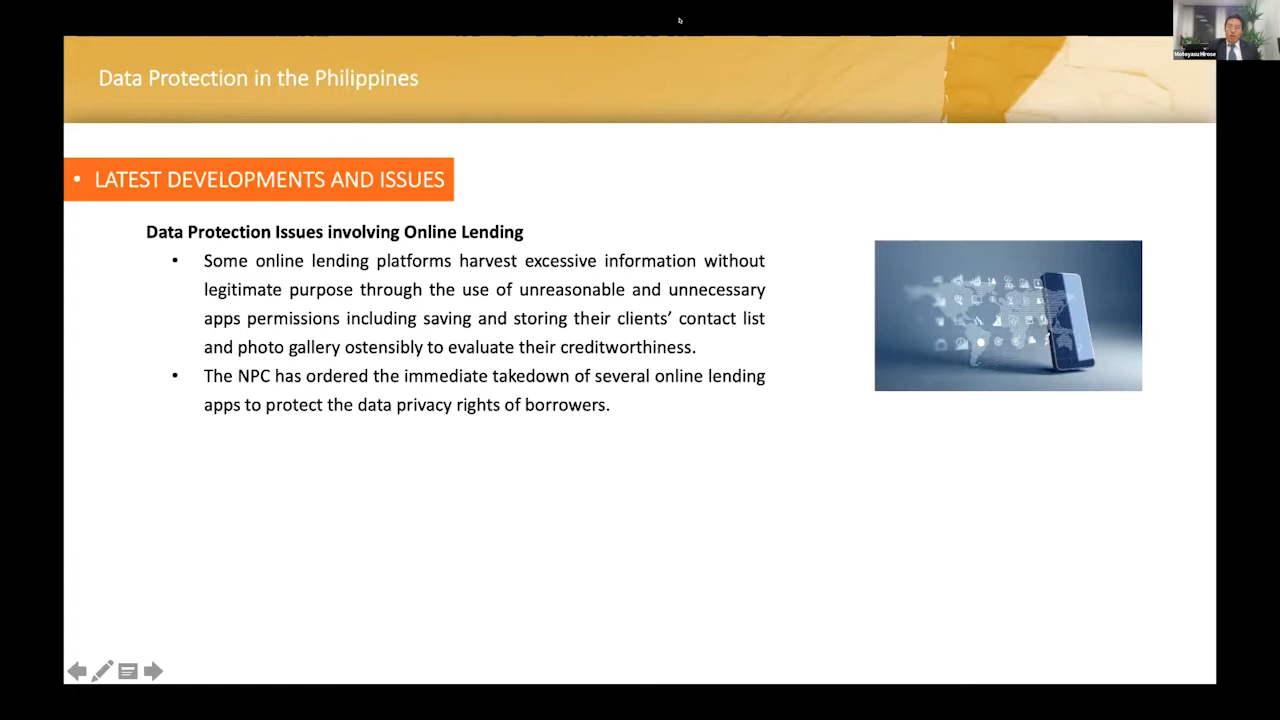 Motoyasu Hirose
Data Protection in the Philippines
• LATEST DEVELOPMENTS AND ISSUES
Data Protection Issues involving Online Lending
• Some online lending platforms harvest excessive information without
legitimate purpose through the use of unreasonable and unnecessary
apps permissions including saving and storing their clients’ contact list
and photo gallery ostensibly to evaluate their creditworthiness.
• The NPC has ordered the immediate takedown of several online lending
apps to protect the data privacy rights of borrowers.